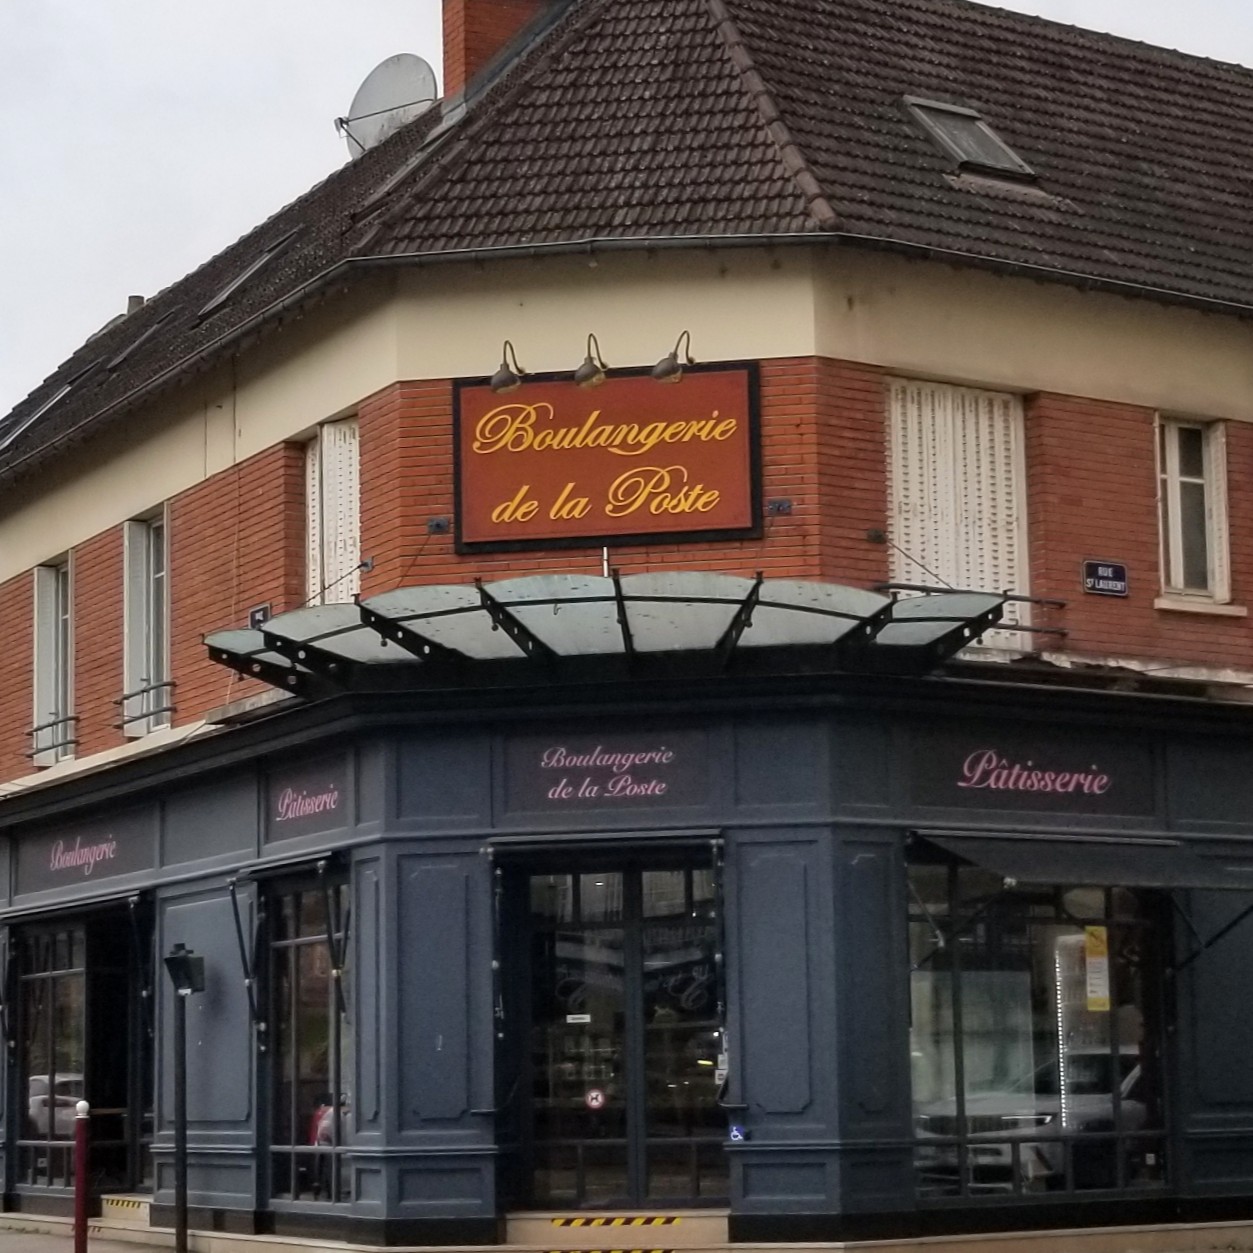 Boulangerie
de la Poste
RUE
ST LAURENT
Boulangerie
Pâtisserie
Boulangerie
de la Poste
Pâtisserie